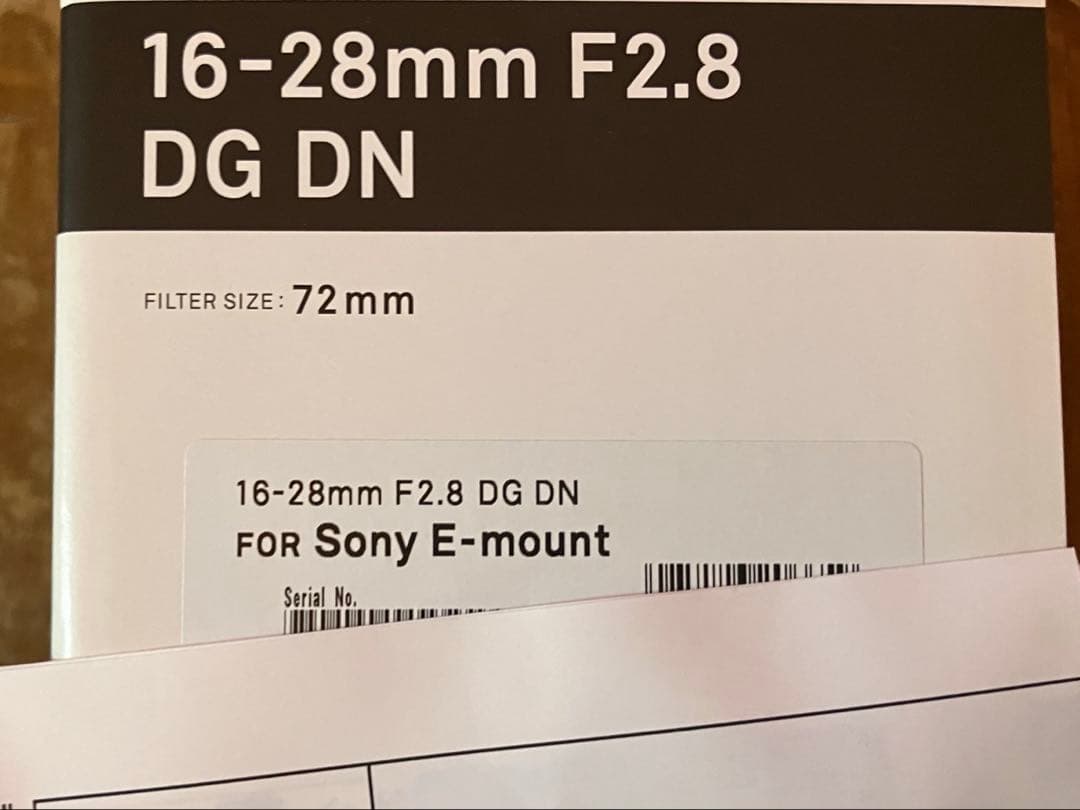 16-28mm F2.8
DG DN
FILTER SIZE: 72mm
16-28mm F2.8 DG DN
FOR Sony E-mount
Serial No.